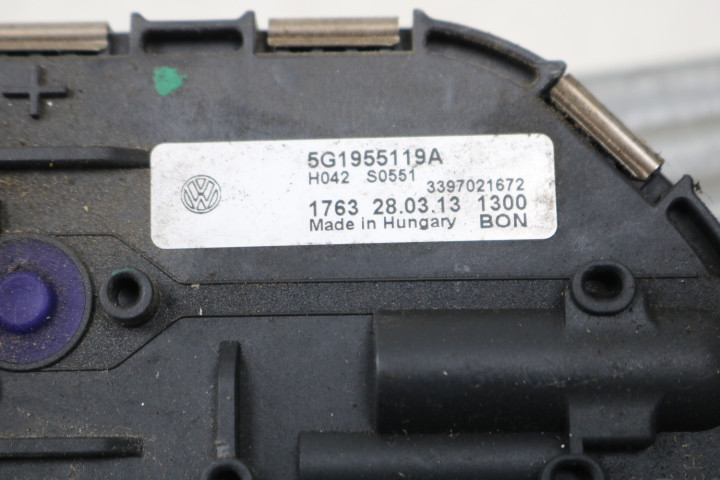 5G1955119A
H042 S0551
3397021672
1763 28.03.13 1300
Made in Hungary BON